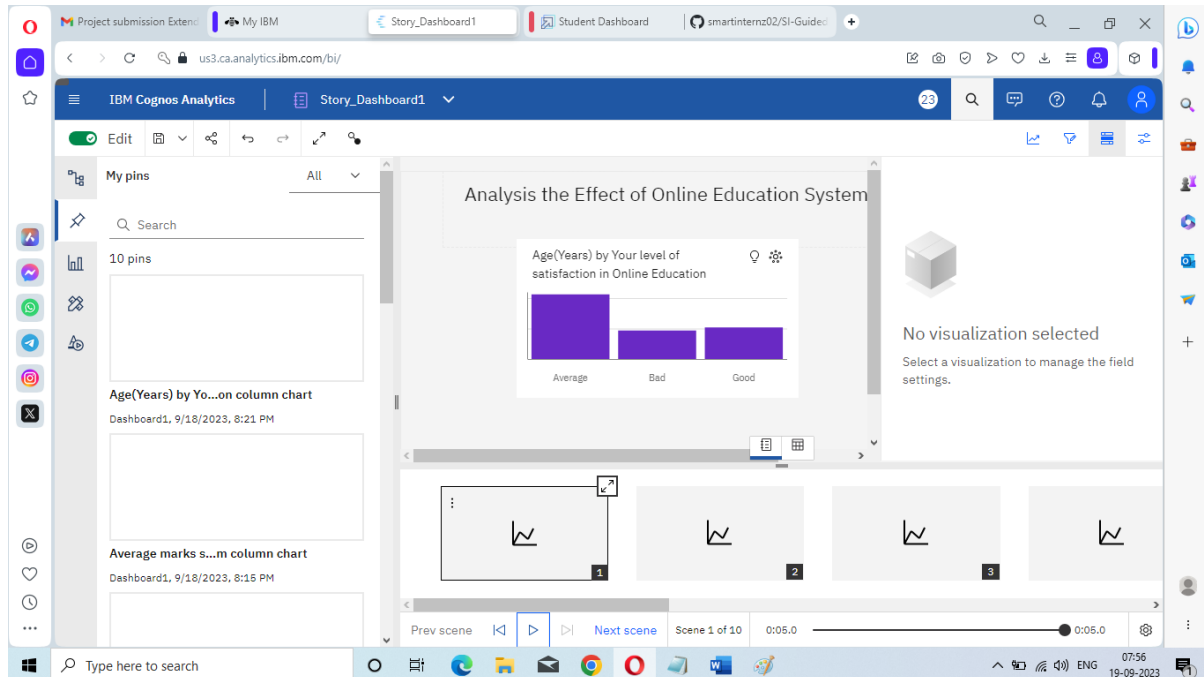 Project submission Extend
My IBM
Story_Dashboard1
Student Dashboard
smartinternz02/SI-Guided
us3.ca.analytics.ibm.com/bi/
IBM Cognos Analytics
Story_Dashboard1
23
Edit
My pins
All
Search
10 pins
Age(Years) by Yo...on column chart
Dashboard1, 9/18/2023, 8:21 PM
Average marks s...m column chart
Dashboard1, 9/18/2023, 8:15 PM
Analysis the Effect of Online Education System
Age(Years) by Your level of
satisfaction in Online Education
Average
Bad
Good
No visualization selected
Select a visualization to manage the field
settings.
1
2
3
Prev scene
Next scene
Scene 1 of 10
0:05.0
0:05.0
Type here to search
ENG
07:56
19-09-2023